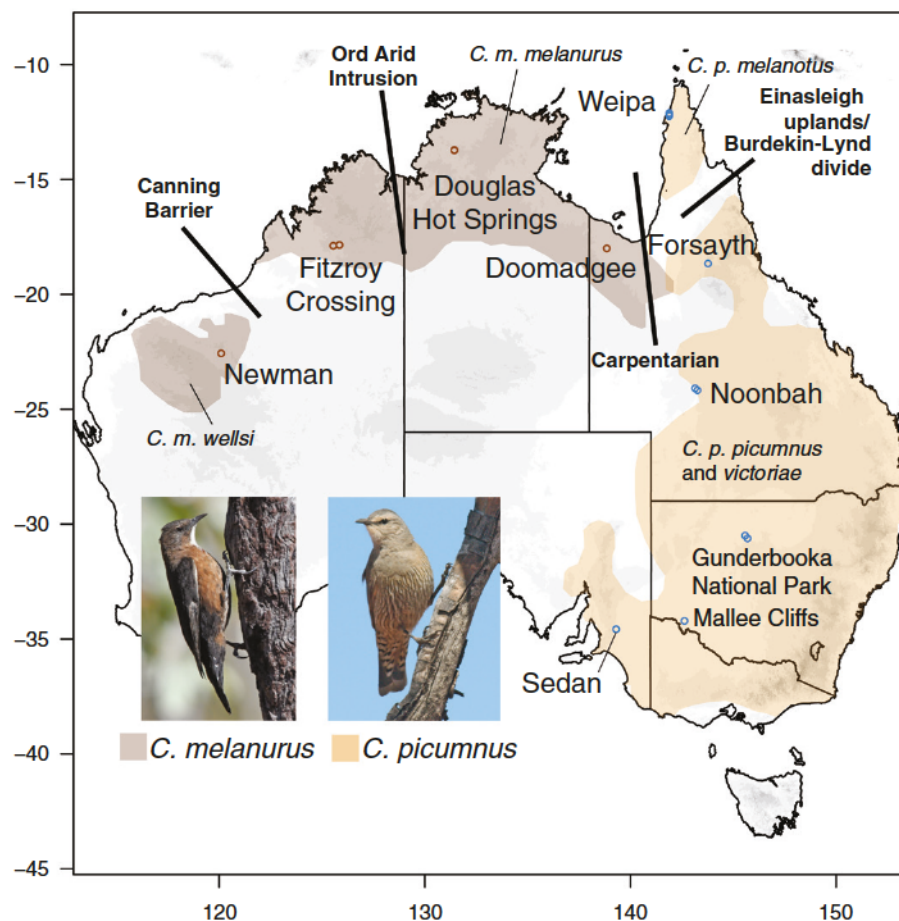 −10
−15
−20
−25
−30
−35
−40
−45
120
130
140
150
Ord Arid
Intrusion
C. m. melanurus
Weipa
C. p. melanotus
Einasleigh
uplands/
Burdekin-Lynd
divide
Canning
Barrier
Douglas
Hot Springs
Fitzroy
Crossing
Doomadgee
Forsayth
Newman
Carpentarian
Noonbah
C. m. wellsi
C. p. picumnus
and victoriae
Gunderbooka
National Park
Mallee Cliffs
Sedan
C. melanurus
C. picumnus